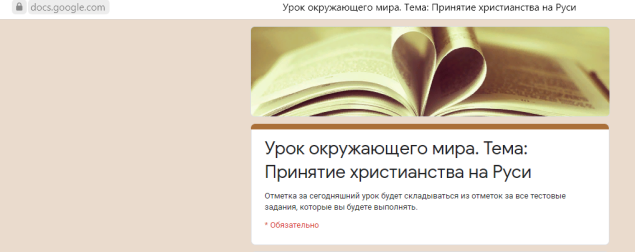 docs.google.com
Урок окружающего мира. Тема: Принятие христианства на Руси
Урок окружающего мира. Тема:
Принятие христианства на Руси
Отметка за сегодняшний урок будет складываться из отметок за все тестовые
задания, которые вы будете выполнять.
* Обязательно